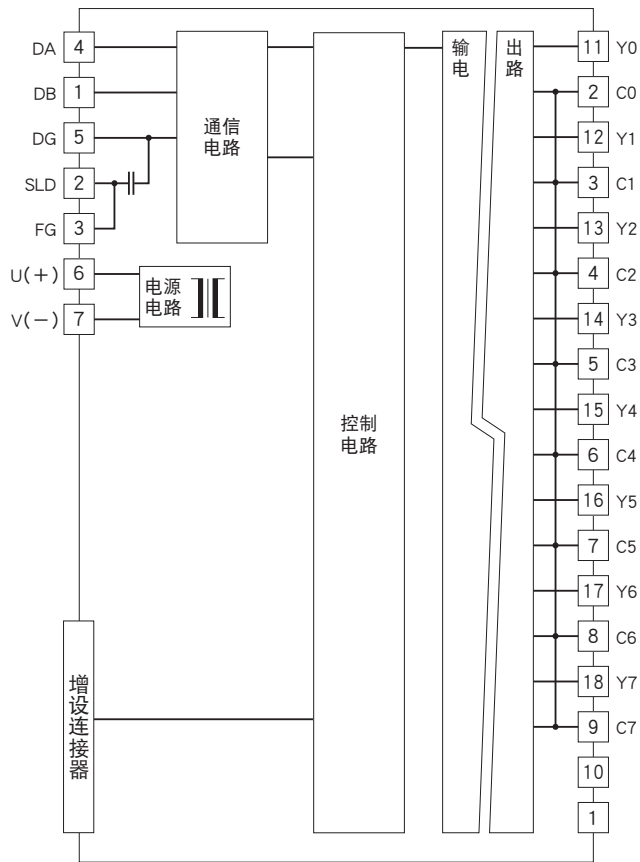 DA 4
DB 1
DG 5
SLD 2
FG 3
U(+) 6
V(−) 7
通信
电路
电源
电路
控制
电路
增设连接器
输 出
电 路
11 Y0
2 C0
12 Y1
3 C1
13 Y2
4 C2
14 Y3
5 C3
15 Y4
6 C4
16 Y5
7 C5
17 Y6
8 C6
18 Y7
9 C7
10
1